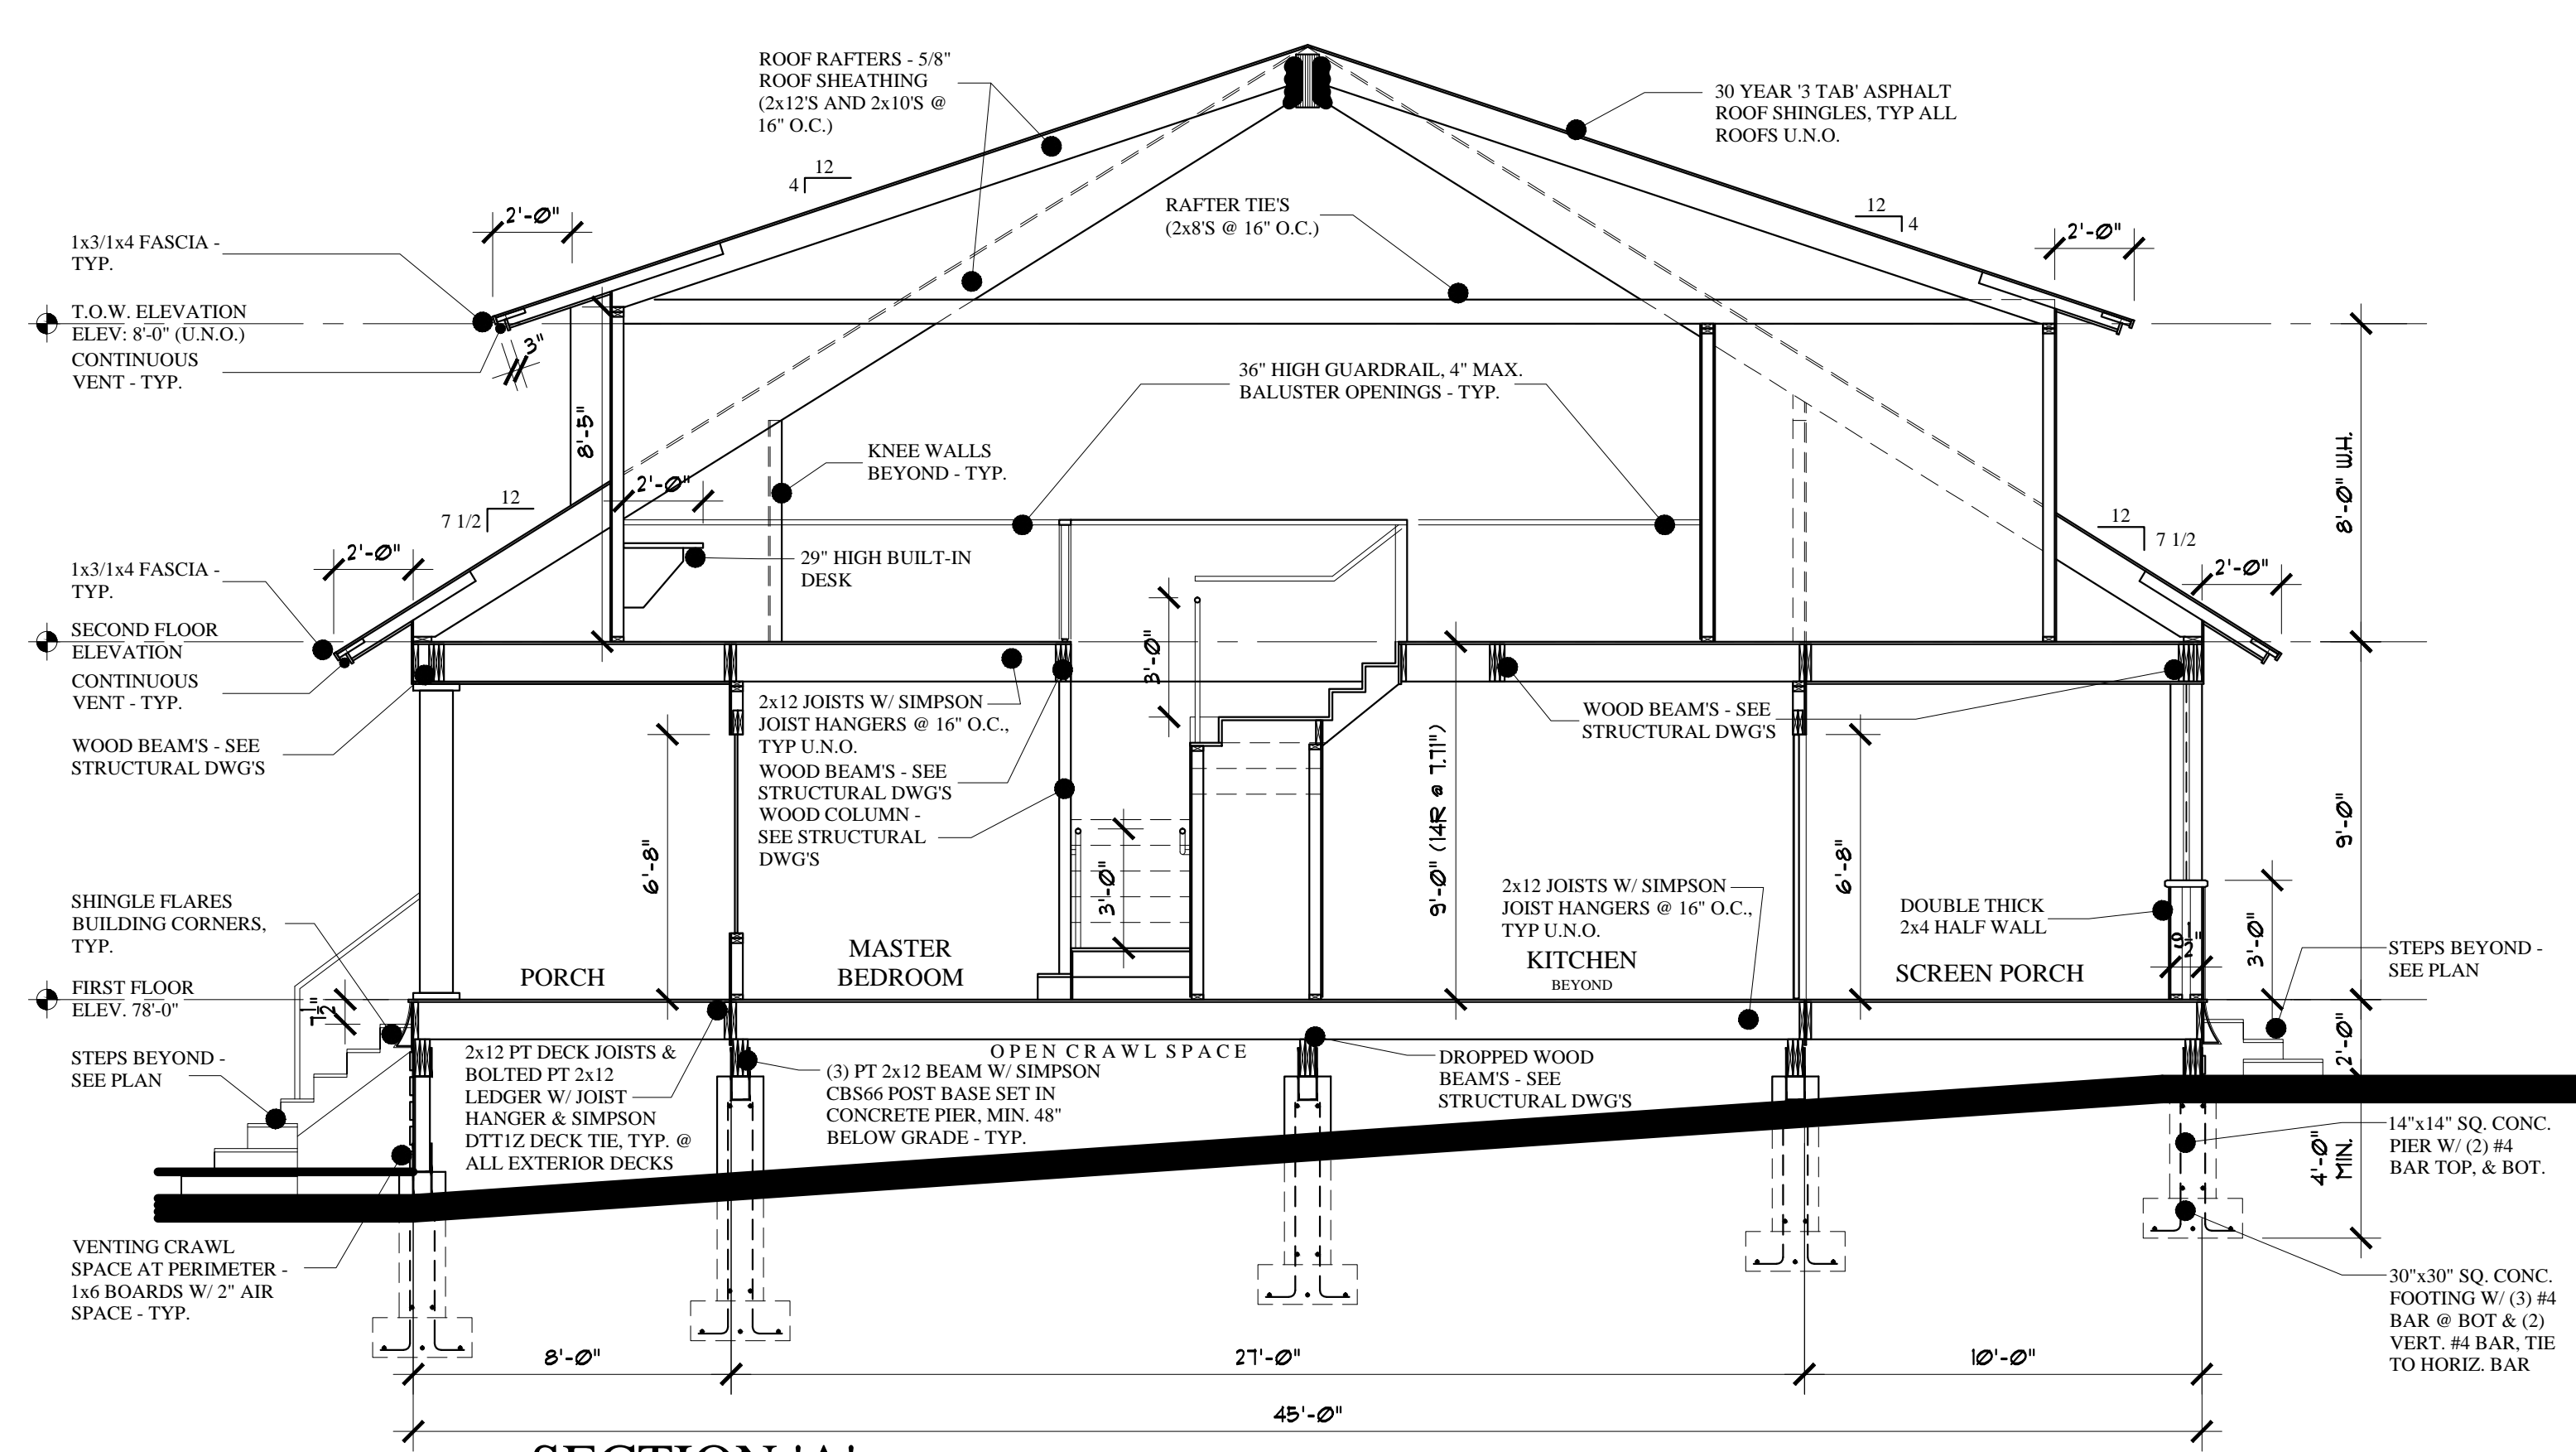 ROOF RAFTERS - 5/8"
ROOF SHEATHING
(2x12'S AND 2x10'S @
16" O.C.)
30 YEAR '3 TAB' ASPHALT
ROOF SHINGLES, TYP ALL
ROOFS U.N.O.
12
4
RAFTER TIE'S
(2x8'S @ 16" O.C.)
12
4
2'-0"
2'-0"
1x3/1x4 FASCIA -
TYP.
T.O.W. ELEVATION
ELEV: 8'-0" (U.N.O.)
CONTINUOUS
VENT - TYP.
3"
36" HIGH GUARDRAIL, 4" MAX.
BALUSTER OPENINGS - TYP.
8'-5"
KNEE WALLS
BEYOND - TYP.
8'-0" W.H.
2'-0"
12
7 1/2
12
7 1/2
2'-0"
29" HIGH BUILT-IN
DESK
2'-0"
1x3/1x4 FASCIA -
TYP.
SECOND FLOOR
ELEVATION
CONTINUOUS
VENT - TYP.
3'-0"
2x12 JOISTS W/ SIMPSON
JOIST HANGERS @ 16" O.C.,
TYP U.N.O.
WOOD BEAM'S - SEE
STRUCTURAL DWG'S
WOOD BEAM'S - SEE
STRUCTURAL DWG'S
WOOD BEAM'S - SEE
STRUCTURAL DWG'S
WOOD COLUMN -
SEE STRUCTURAL
DWG'S
9'-0" (14R @ 7.71")
9'-0"
6'-8"
3'-0"
6'-8"
SHINGLE FLARES
BUILDING CORNERS,
TYP.
2x12 JOISTS W/ SIMPSON
JOIST HANGERS @ 16" O.C.,
TYP U.N.O.
DOUBLE THICK
2x4 HALF WALL
9 1/2"
3'-0"
STEPS BEYOND -
SEE PLAN
PORCH
MASTER
BEDROOM
KITCHEN
BEYOND
SCREEN PORCH
FIRST FLOOR
ELEV. 78'-0"
7 1/2"
2'-0"
STEPS BEYOND -
SEE PLAN
2x12 PT DECK JOISTS &
BOLTED PT 2x12
LEDGER W/ JOIST
HANGER & SIMPSON
DTT1Z DECK TIE, TYP. @
ALL EXTERIOR DECKS
OPEN CRAWL SPACE
(3) PT 2x12 BEAM W/ SIMPSON
CBS66 POST BASE SET IN
CONCRETE PIER, MIN. 48"
BELOW GRADE - TYP.
DROPPED WOOD
BEAM'S - SEE
STRUCTURAL DWG'S
4'-0"
MIN.
14"x14" SQ. CONC.
PIER W/ (2) #4
BAR TOP, & BOT.
VENTING CRAWL
SPACE AT PERIMETER -
1x6 BOARDS W/ 2" AIR
SPACE - TYP.
30"x30" SQ. CONC.
FOOTING W/ (3) #4
BAR @ BOT & (2)
VERT. #4 BAR, TIE
TO HORIZ. BAR
8'-0"
27'-0"
10'-0"
45'-0"
SECTION 'A'